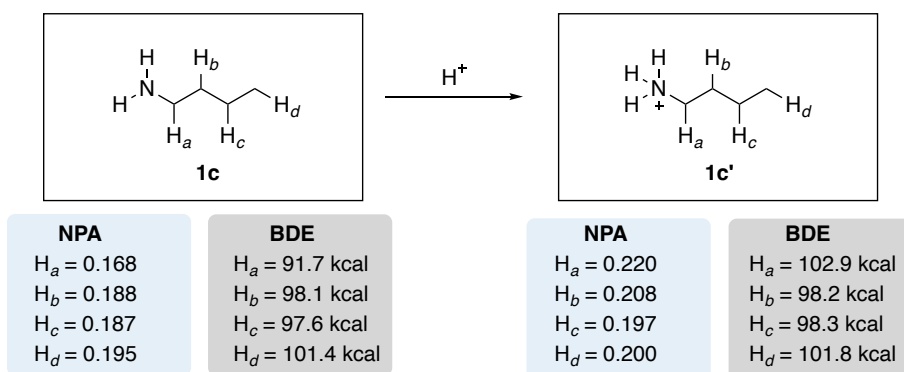 H
H_b
H
N
H_a
H_c
H_d
1c
H+
H
H_b
H
N
H
+
H_a
H_c
H_d
1c'
NPA
H_a = 0.168
H_b = 0.188
H_c = 0.187
H_d = 0.195
BDE
H_a = 91.7 kcal
H_b = 98.1 kcal
H_c = 97.6 kcal
H_d = 101.4 kcal
NPA
H_a = 0.220
H_b = 0.208
H_c = 0.197
H_d = 0.200
BDE
H_a = 102.9 kcal
H_b = 98.2 kcal
H_c = 98.3 kcal
H_d = 101.8 kcal